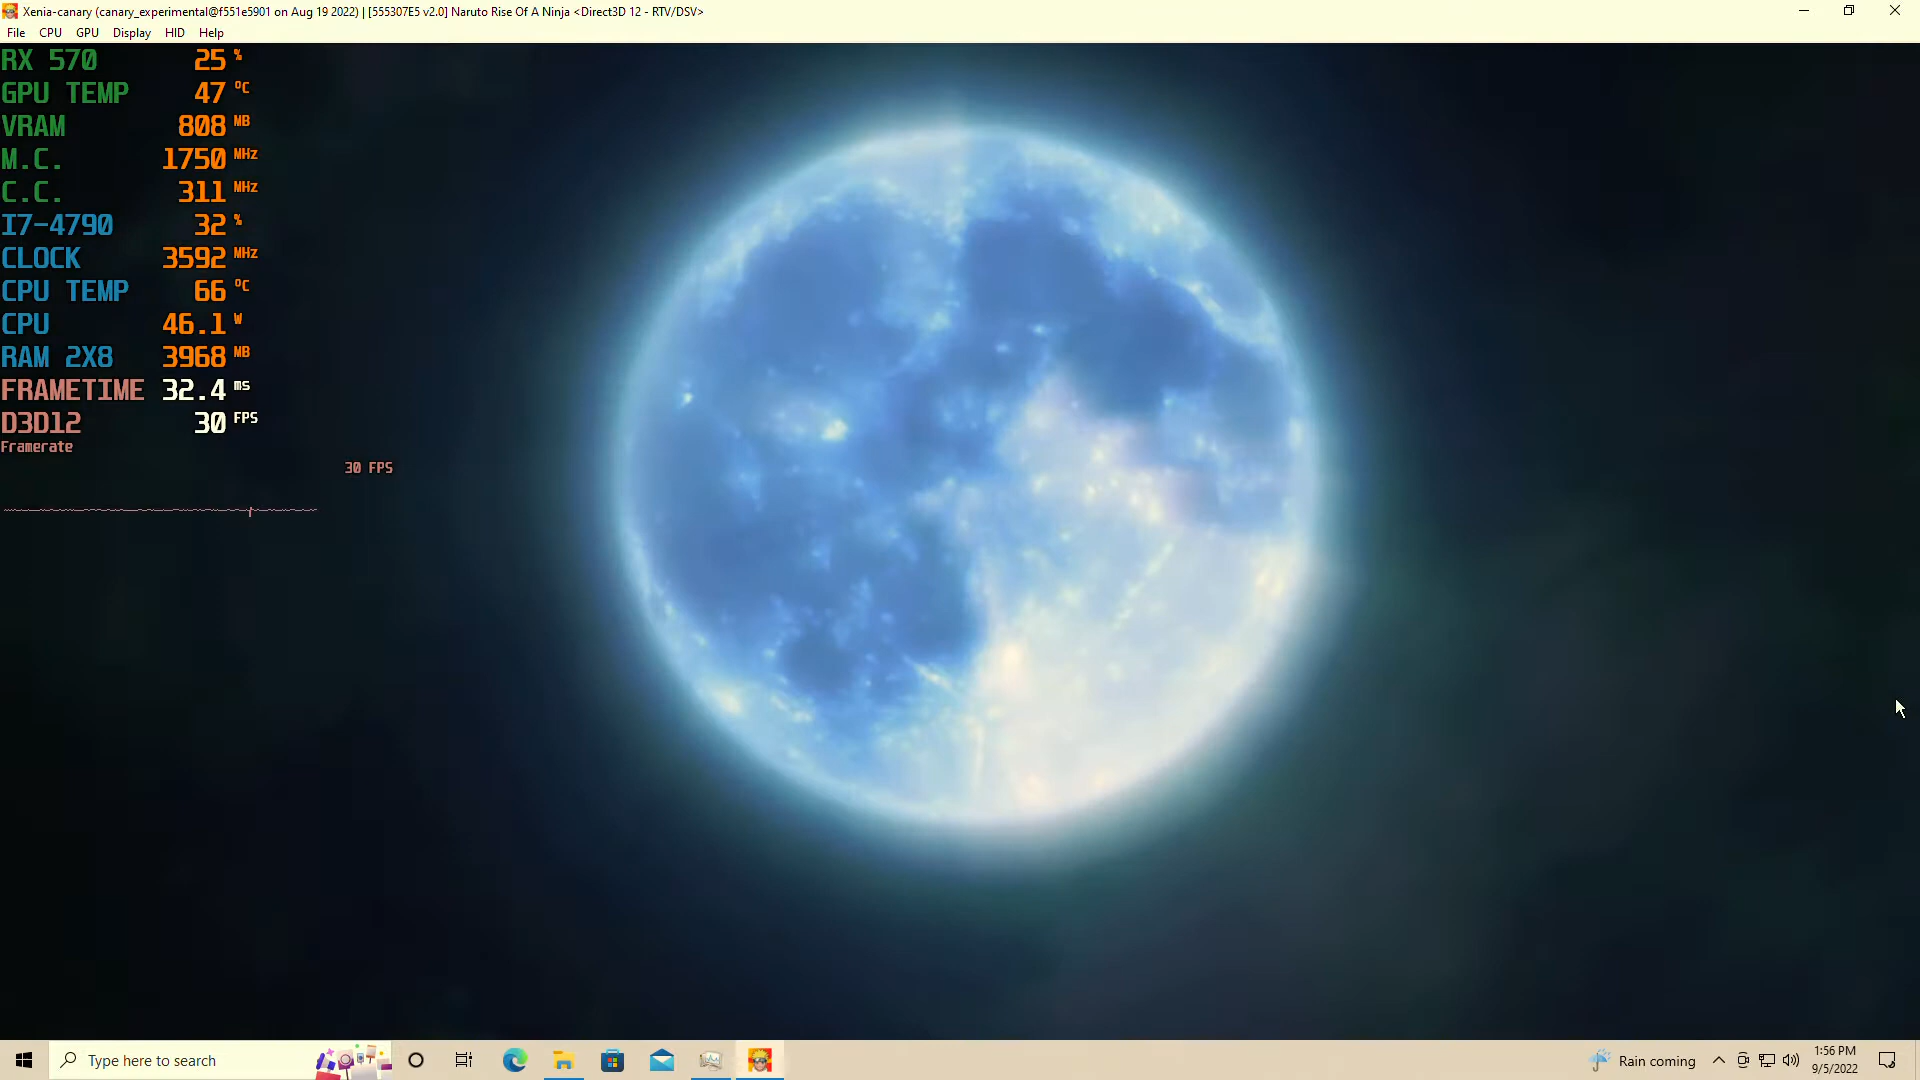 Xenia-canary (canary_experimental@f551e5901 on Aug 19 2022) | [555307E5 v2.0] Naruto Rise Of A Ninja <Direct3D 12 - RTV/DSV>
File CPU GPU Display HID Help
RX 570 25 %
GPU TEMP 47 °C
VRAM 808 MB
M.C. 1750 MHz
C.C. 311 MHz
I7-4790 32 %
CLOCK 3592 MHz
CPU TEMP 66 °C
CPU 46.1 W
RAM 2X8 3968 MB
FRAMETIME 32.4 ms
D3D12 30 FPS
Framerate
30 FPS
Type here to search
Rain coming
1:56 PM
9/5/2022